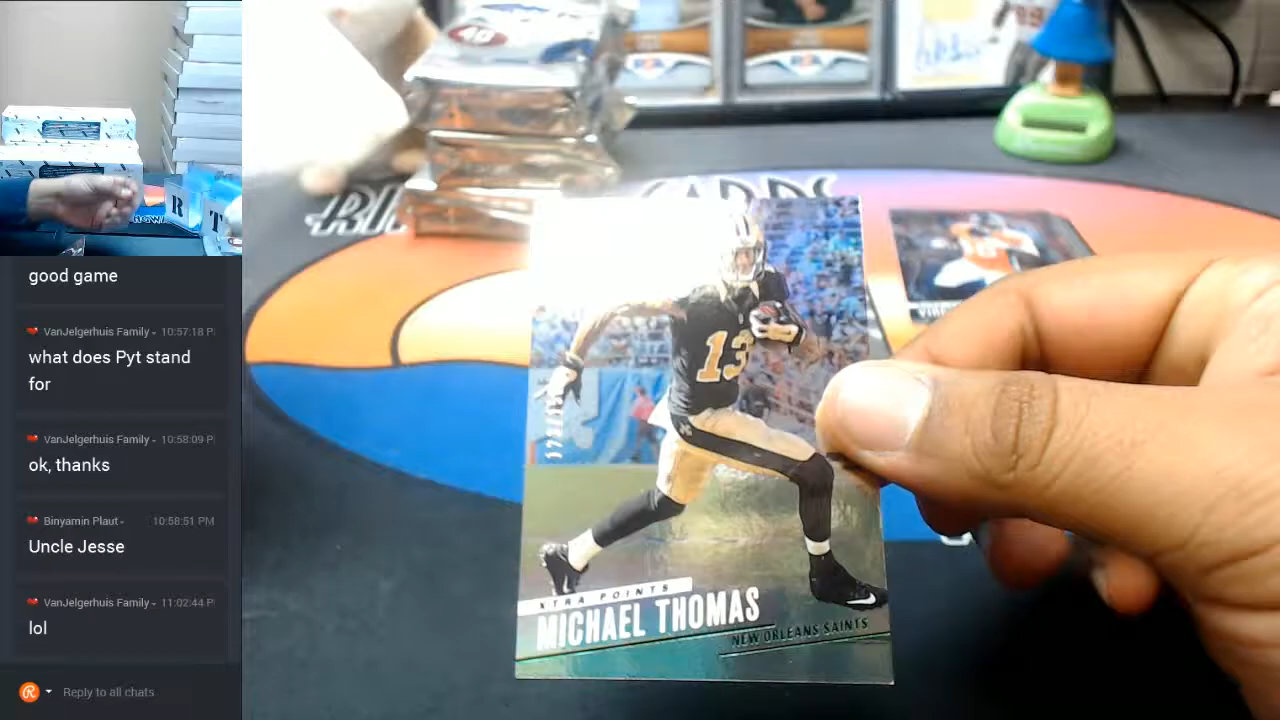 good game
VanJelgerhuis Family
10:57:18 P
what does Pyt stand
for
VanJelgerhuis Family
10:58:09 P
ok, thanks
Binyamin Plaut
10:58:51 PM
Uncle Jesse
VanJelgerhuis Family
11:02:44 P
lol
Reply to all chats
R
T
40
CARDS
13
XTRA POINTS
MICHAEL THOMAS
NEW ORLEANS SAINTS